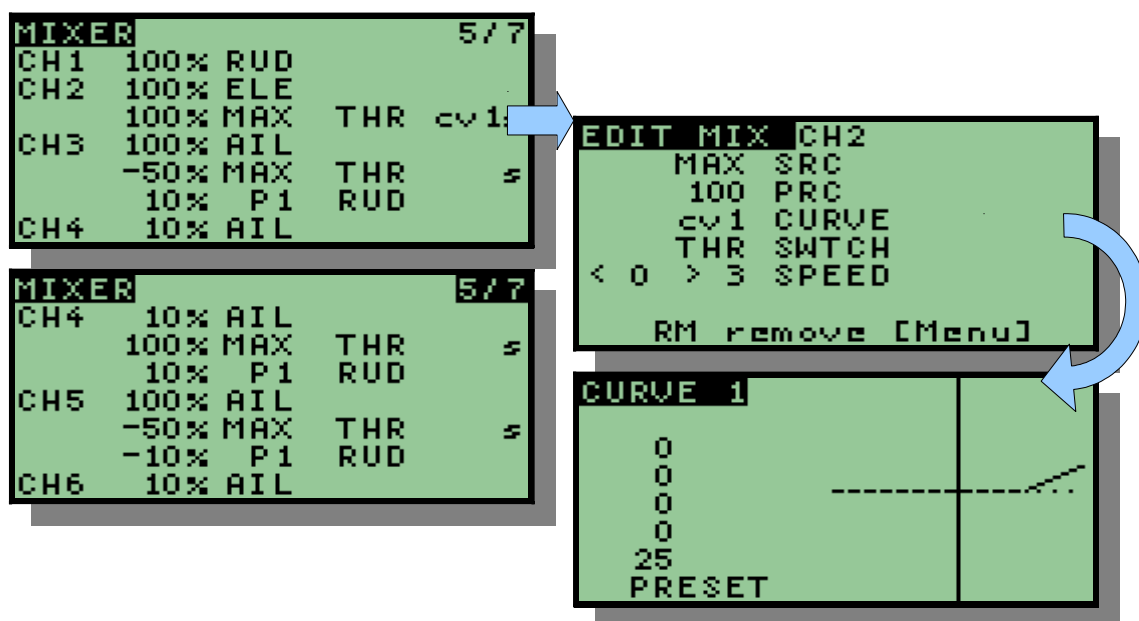 MIXER 5/7
CH1 100% RUD
CH2 100% ELE
100% MAX THR cv1s
CH3 100% AIL
-50% MAX THR s
10% P1 RUD
CH4 10% AIL
MIXER 5/7
CH4 10% AIL
100% MAX THR s
10% P1 RUD
CH5 100% AIL
-50% MAX THR s
-10% P1 RUD
CH6 10% AIL
EDIT MIX CH2
MAX SRC
100 PRC
cv1 CURVE
THR SWTCH
< 0 > 3 SPEED
RM remove [Menu]
CURVE 1
0
0
0
0
25
PRESET